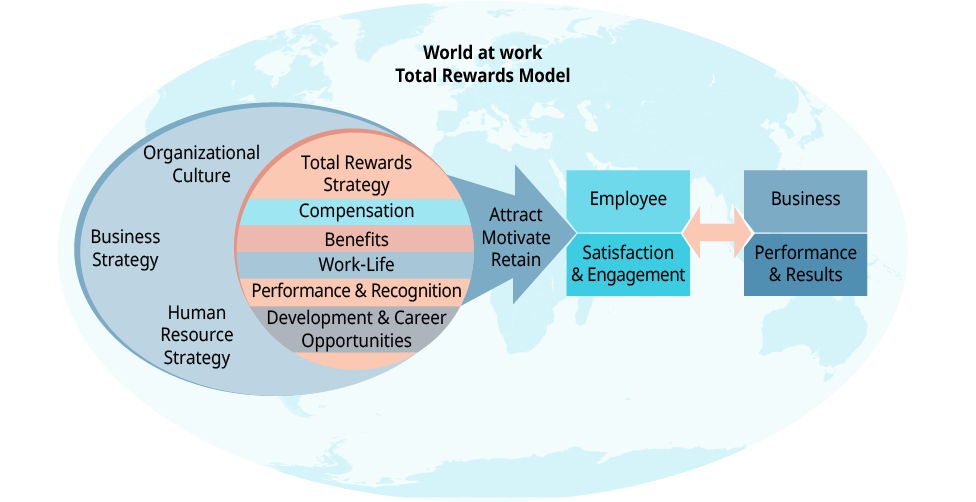 World at work
Total Rewards Model
Organizational
Culture
Business
Strategy
Human
Resource
Strategy
Total Rewards
Strategy
Compensation
Benefits
Work-Life
Performance & Recognition
Development & Career
Opportunities
Attract
Motivate
Retain
Employee
Satisfaction
& Engagement
Business
Performance
& Results